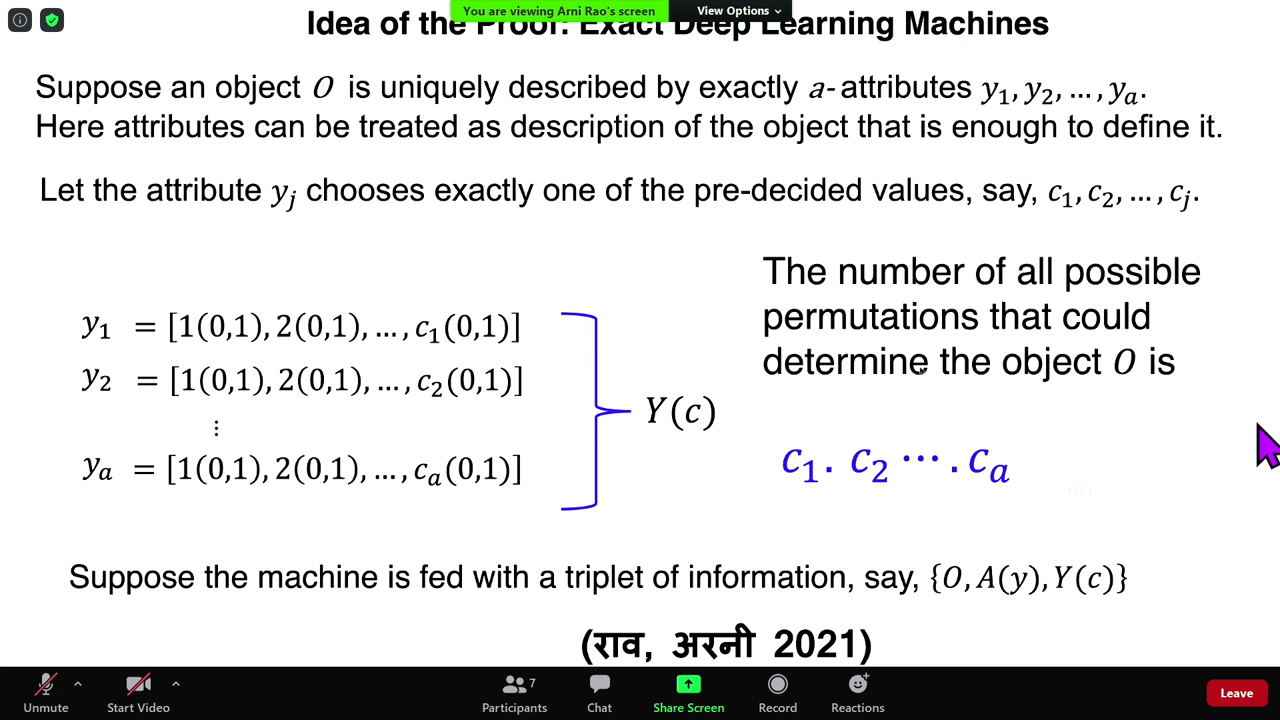 You are viewing Arni Rao's screen View Options
Idea of the Proof: Exact Deep Learning Machines
Suppose an object O is uniquely described by exactly a- attributes y₁, y₂, ..., yₐ.
Here attributes can be treated as description of the object that is enough to define it.
Let the attribute yⱼ chooses exactly one of the pre-decided values, say, c₁, c₂, ..., cⱼ.
The number of all possible
permutations that could
determine the object O is
y₁ = [1(0,1), 2(0,1), ..., c₁(0,1)]
y₂ = [1(0,1), 2(0,1), ..., c₂(0,1)]
⋮
yₐ = [1(0,1), 2(0,1), ..., cₐ(0,1)]
Y(c)
c₁. c₂ ⋯ . cₐ
Suppose the machine is fed with a triplet of information, say, {O, A(y), Y(c)}
(राव, अरनी 2021)
Unmute Start Video Participants 7 Chat Share Screen Record Reactions Leave